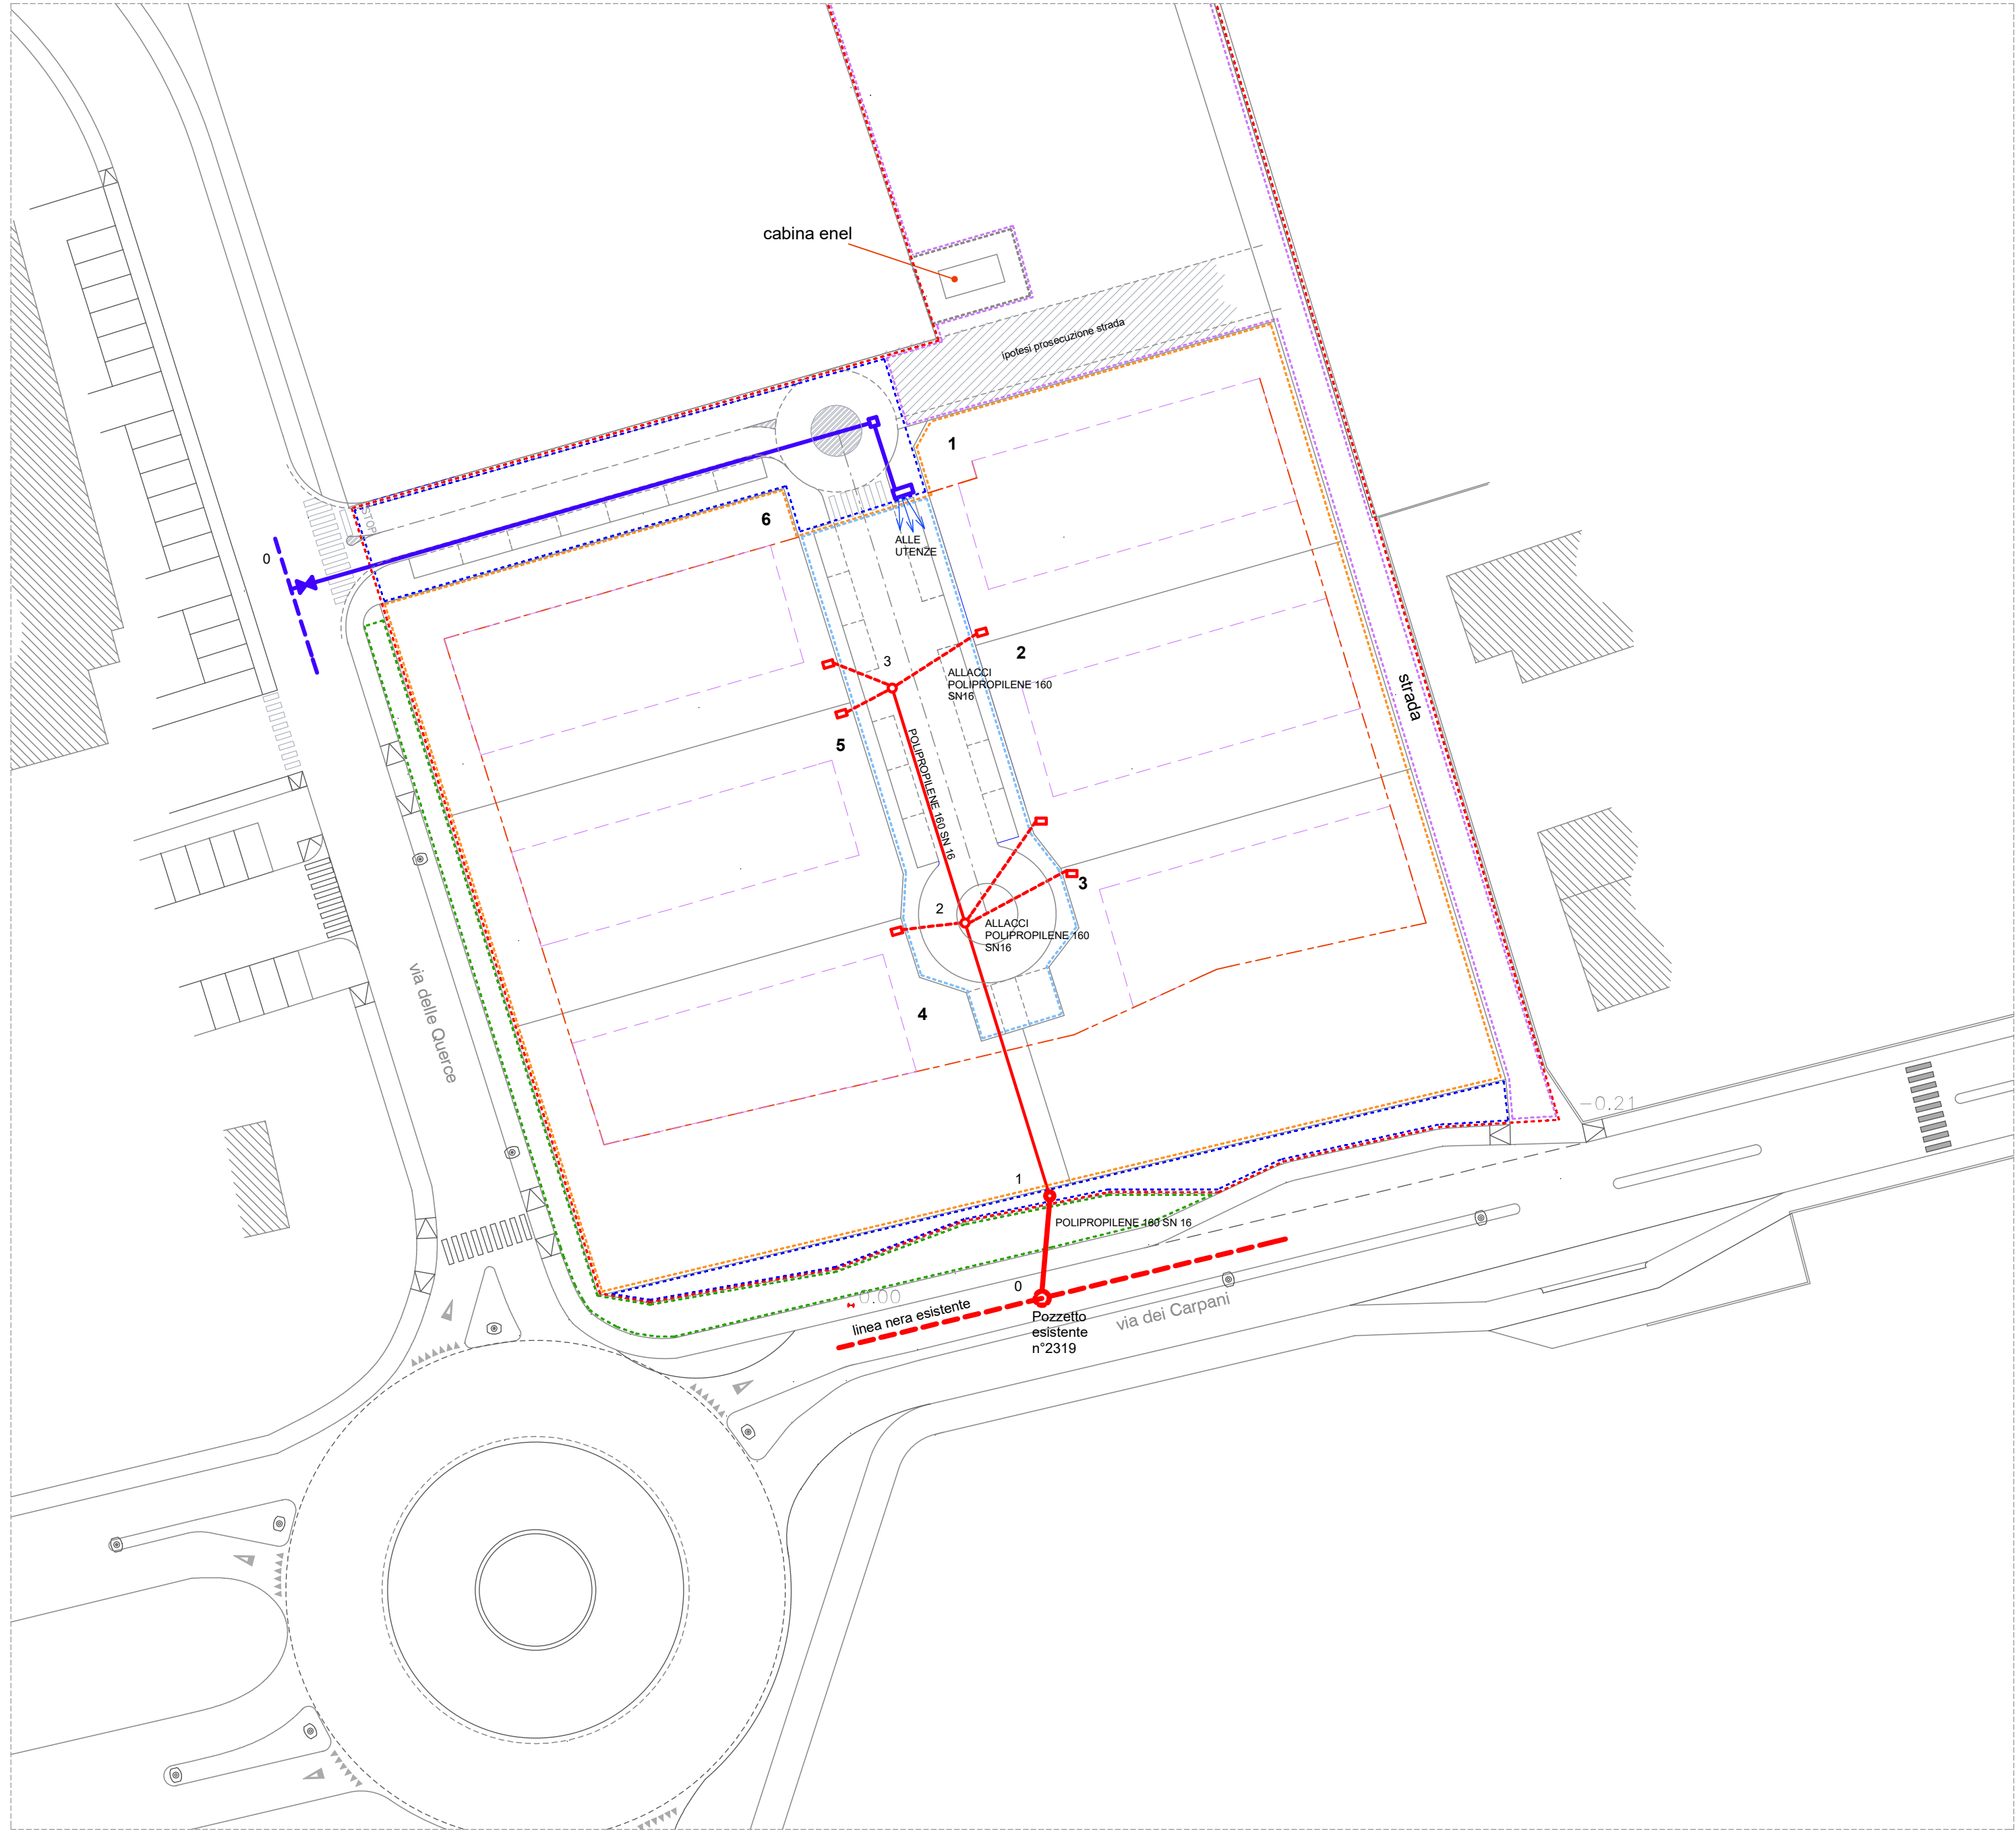 cabina enel
ipotesi prosecuzione strada
1
6
STOP
0
ALLE
UTENZE
3
2
ALLACCI
POLIPROPILENE 160
SN16
strada
5
POLIPROPILENE 160 SN 16
3
2
ALLACCI
POLIPROPILENE 160
SN16
via delle Querce
4
-0.21
1
POLIPROPILENE 160 SN 16
0
0.00
linea nera esistente
Pozzetto
esistente
n°2319
via dei Carpani